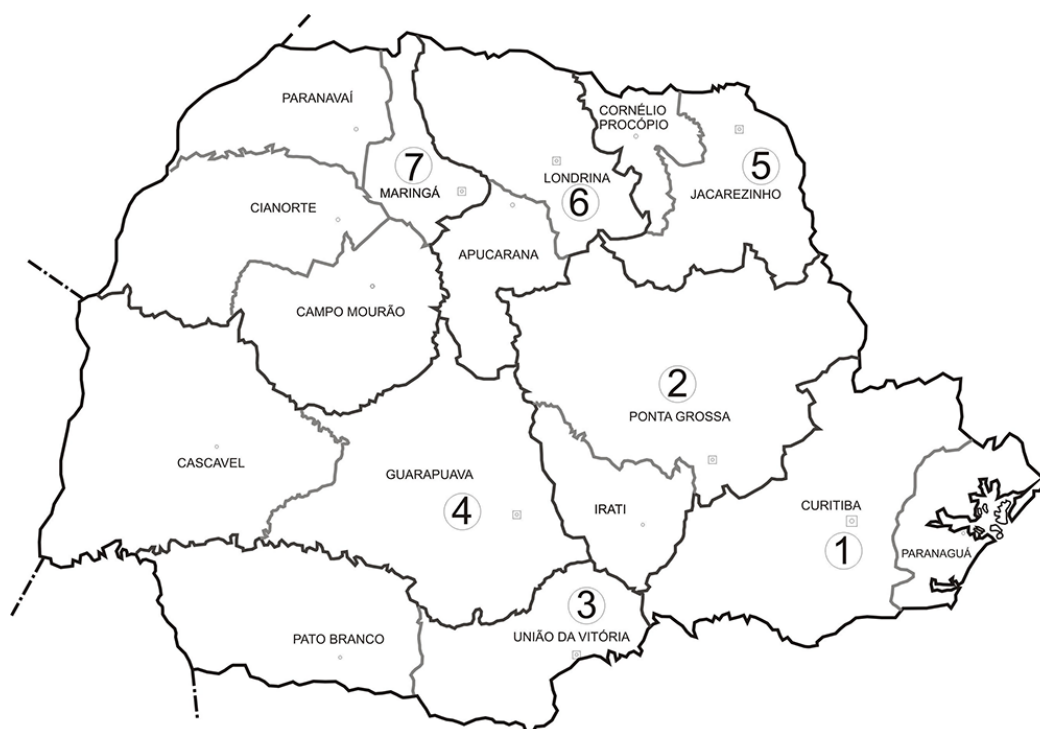 PARANAVAÍ
CORNÉLIO
PROCÓPIO
7
MARINGÁ
LONDRINA
6
5
JACAREZINHO
CIANORTE
APUCARANA
CAMPO MOURÃO
2
PONTA GROSSA
CASCAVEL
GUARAPUAVA
4
IRATI
CURITIBA
1
PARANAGUÁ
3
UNIÃO DA VITÓRIA
PATO BRANCO